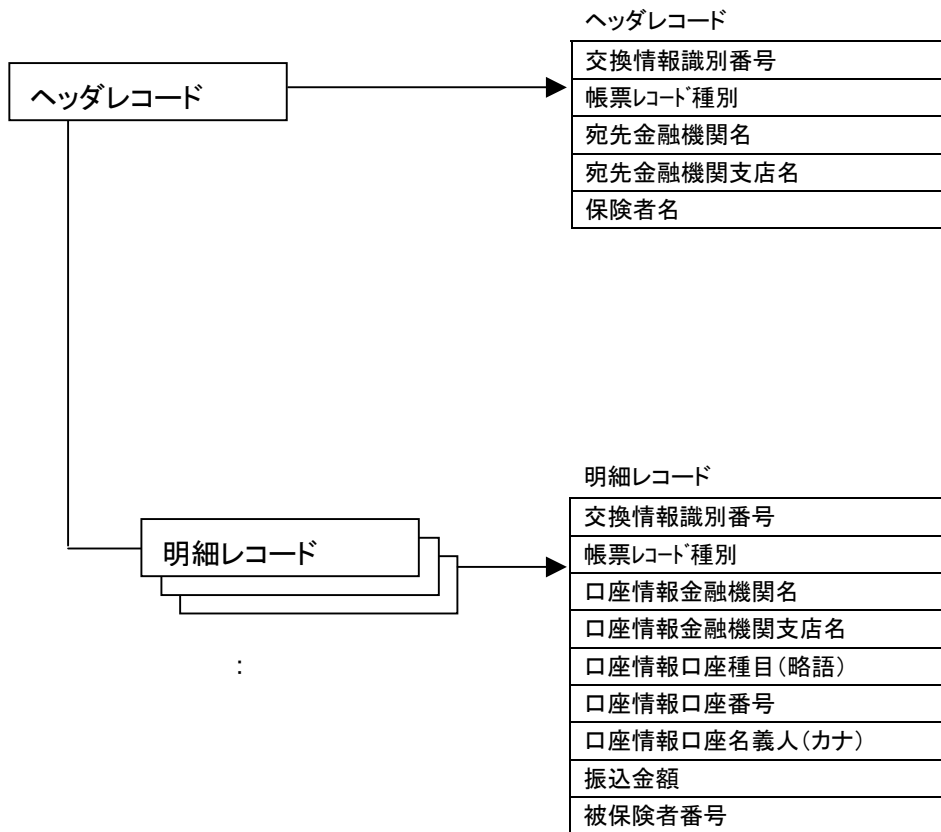 ヘッダレコード
ヘッダレコード
交換情報識別番号
帳票ﾚｺｰﾄﾞ種別
宛先金融機関名
宛先金融機関支店名
保険者名
明細レコード
明細レコード
交換情報識別番号
帳票ﾚｺｰﾄﾞ種別
口座情報金融機関名
口座情報金融機関支店名
口座情報口座種目(略語)
口座情報口座番号
口座情報口座名義人(カナ)
振込金額
被保険者番号
: